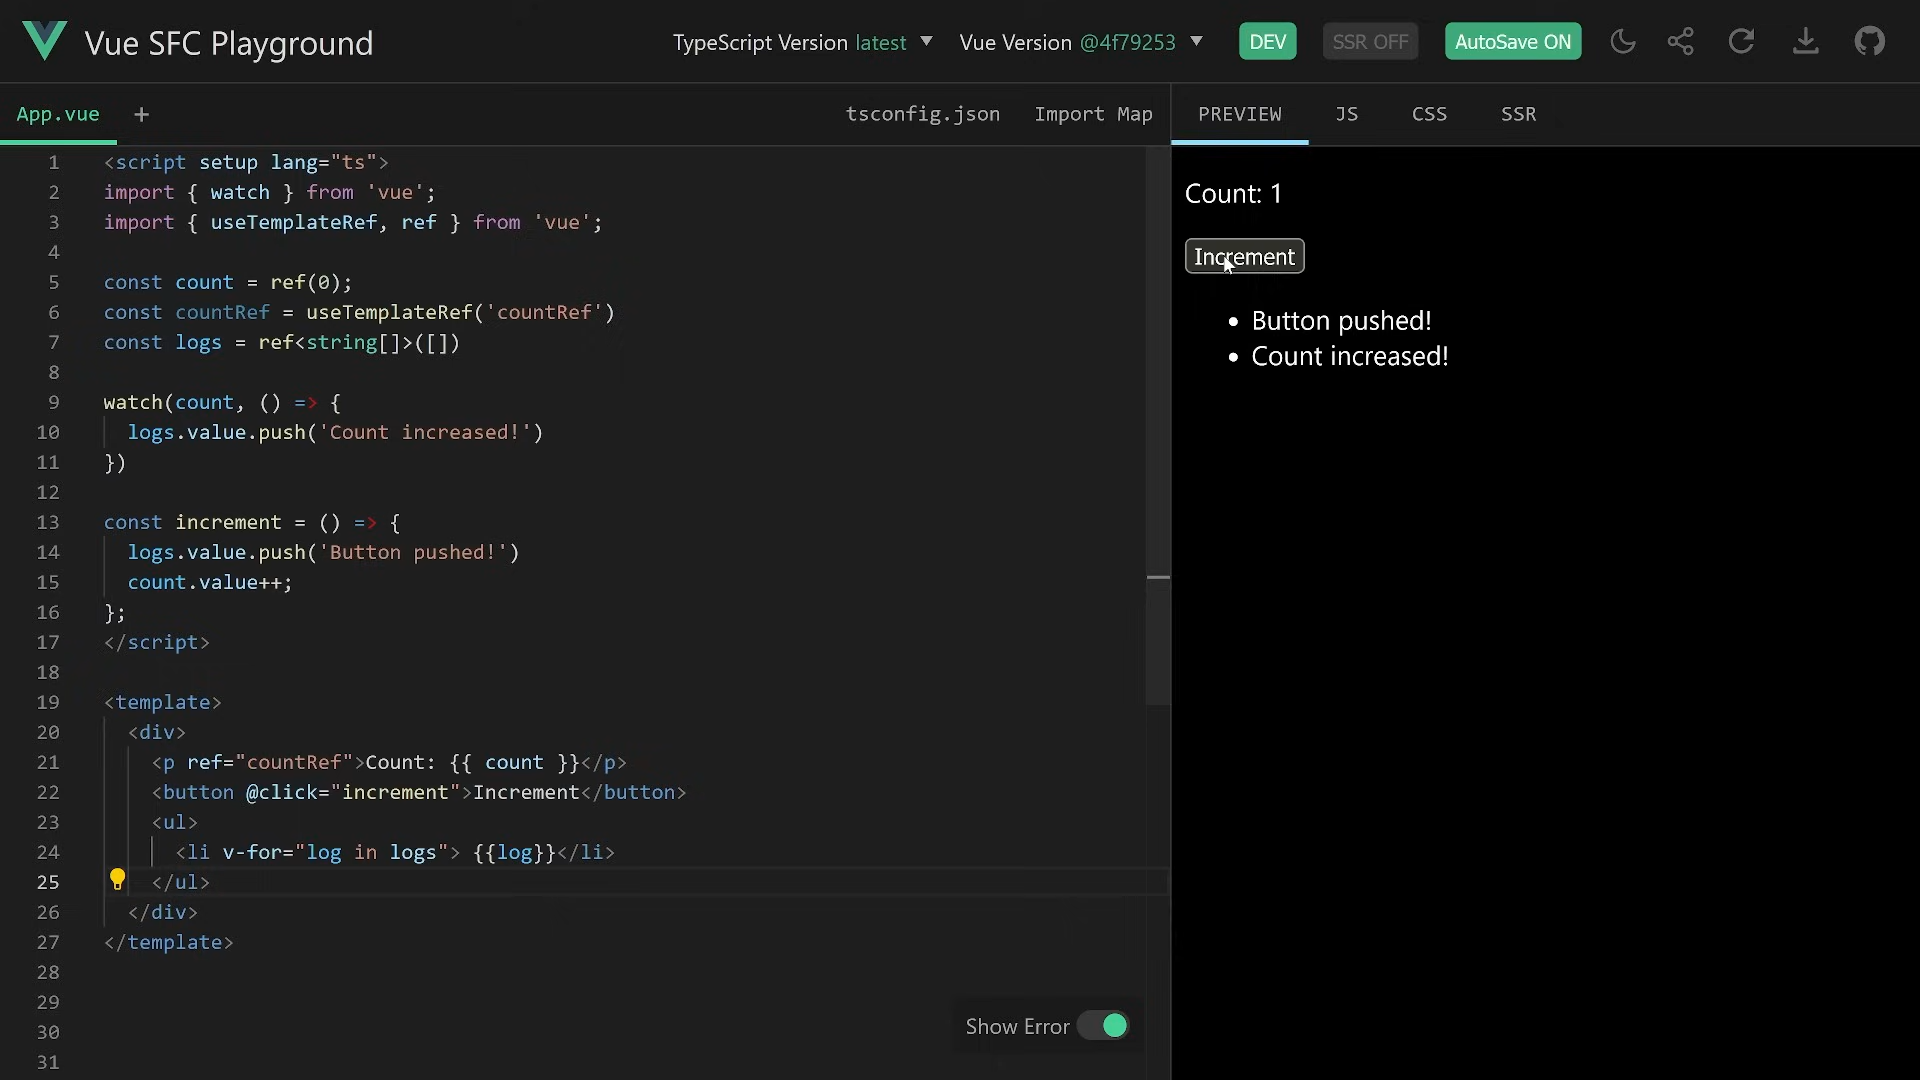 Vue SFC Playground
TypeScript Version latest
Vue Version @4f79253
DEV
SSR OFF
AutoSave ON
App.vue
+
tsconfig.json
Import Map
PREVIEW
JS
CSS
SSR
1 <script setup lang="ts">
2 import { watch } from 'vue';
3 import { useTemplateRef, ref } from 'vue';
4
5 const count = ref(0);
6 const countRef = useTemplateRef('countRef')
7 const logs = ref<string[]>([])
8
9 watch(count, () => {
10 logs.value.push('Count increased!')
11 })
12
13 const increment = () => {
14 logs.value.push('Button pushed!')
15 count.value++;
16 };
17 </script>
18
19 <template>
20 <div>
21 <p ref="countRef">Count: {{ count }}</p>
22 <button @click="increment">Increment</button>
23 <ul>
24 <li v-for="log in logs"> {{log}}</li>
25 </ul>
26 </div>
27 </template>
28
29
30
31
Show Error
Count: 1
Increment
• Button pushed!
• Count increased!